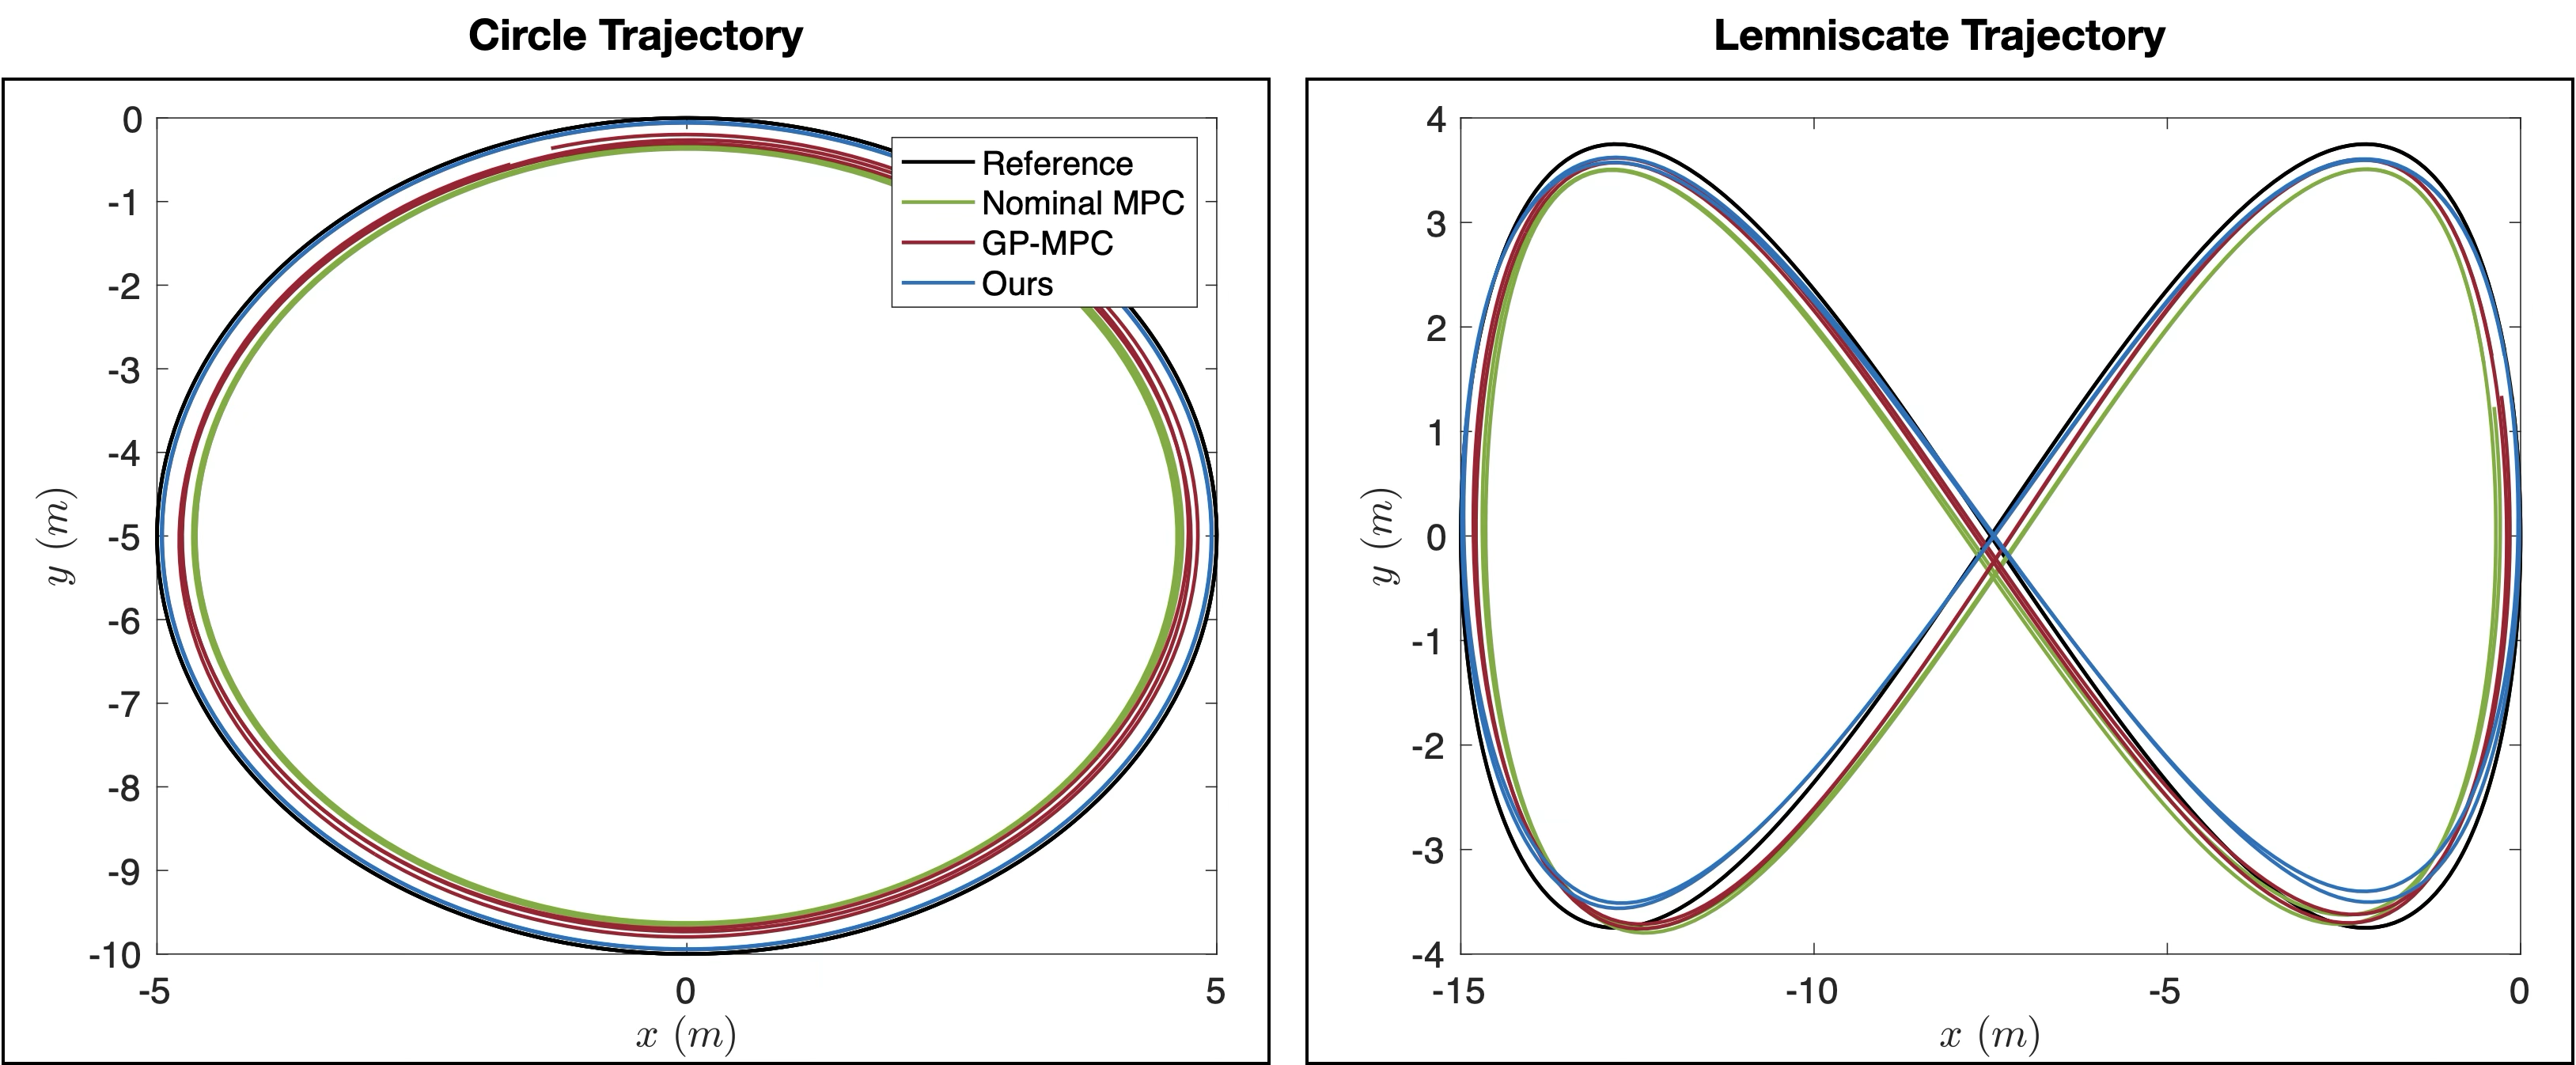 Circle Trajectory
0
-1
-2
-3
-4
-5
-6
-7
-8
-9
-10
y (m)
-5
0
5
x (m)
Reference
Nominal MPC
GP-MPC
Ours
Lemniscate Trajectory
4
3
2
1
0
-1
-2
-3
-4
y (m)
-15
-10
-5
0
x (m)